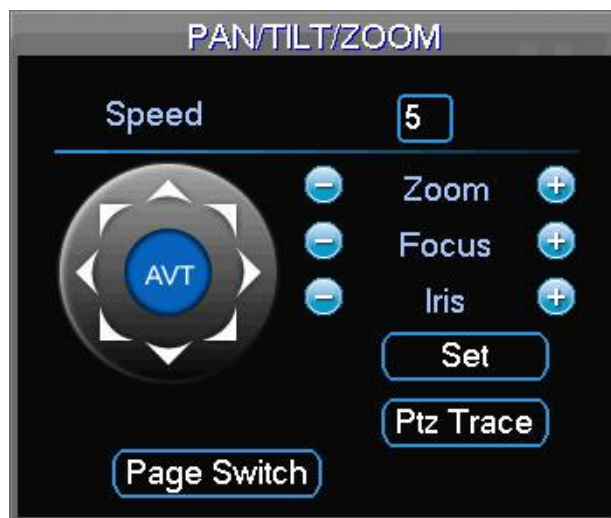 PAN/TILT/ZOOM
Speed 5
Zoom
AVT
Focus
Iris
Set
Ptz Trace
Page Switch